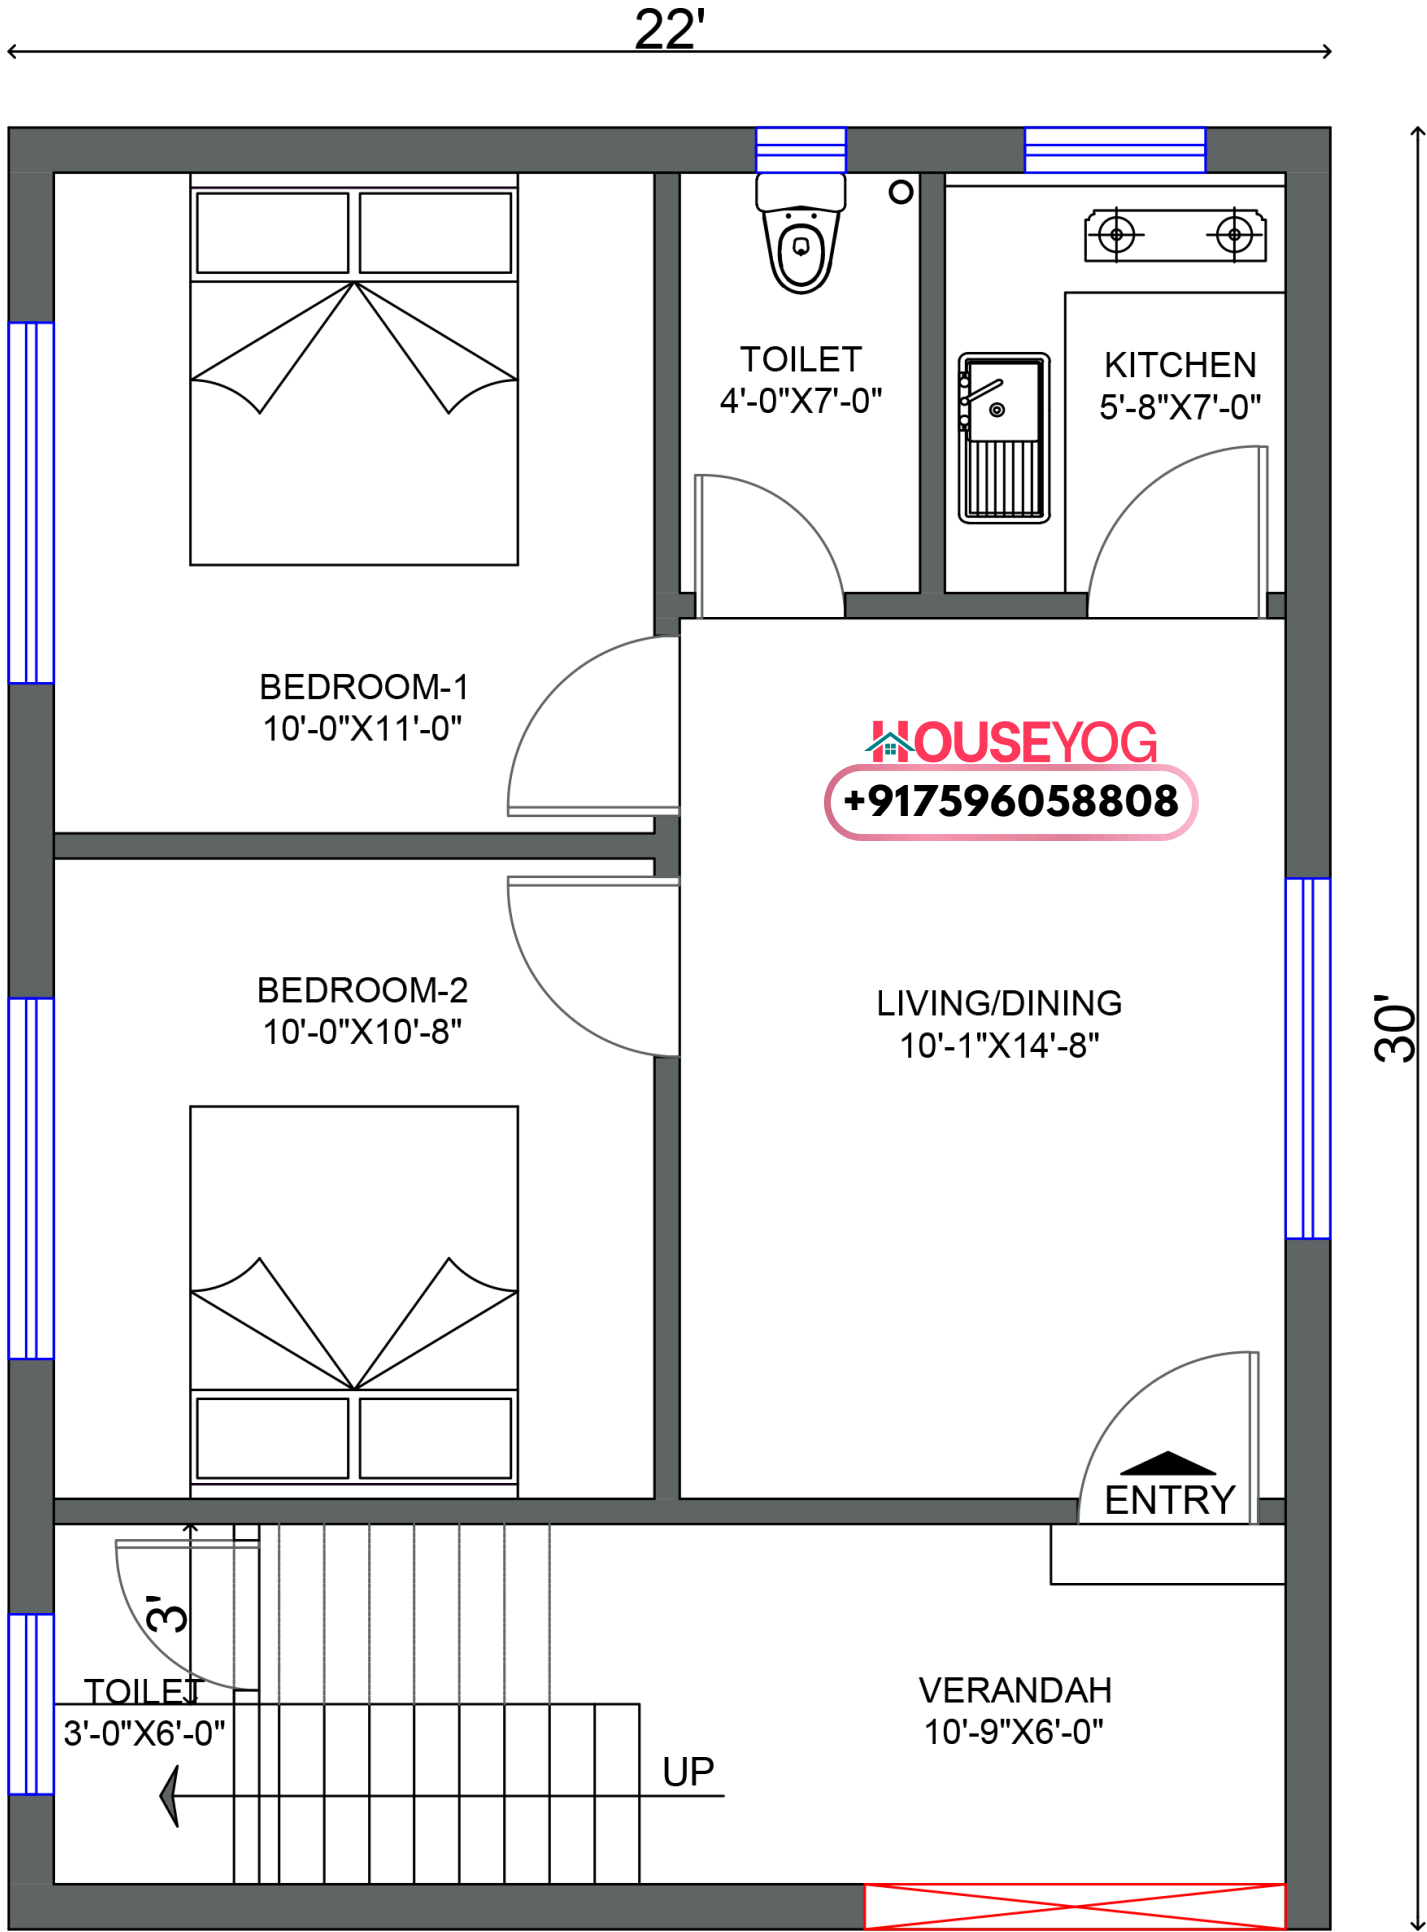 22'
TOILET
4'-0"X7'-0"
KITCHEN
5'-8"X7'-0"
BEDROOM-1
10'-0"X11'-0"
HOUSEYOG
+917596058808
BEDROOM-2
10'-0"X10'-8"
LIVING/DINING
10'-1"X14'-8"
30'
ENTRY
3'
TOILET
3'-0"X6'-0"
VERANDAH
10'-9"X6'-0"
UP